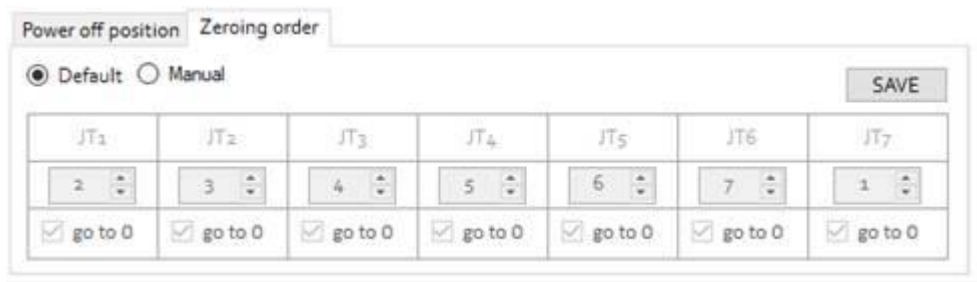 Power off position Zeroing order
Default Manual
SAVE
JT1 JT2 JT3 JT4 JT5 JT6 JT7
2 3 4 5 6 7 1
go to 0 go to 0 go to 0 go to 0 go to 0 go to 0 go to 0